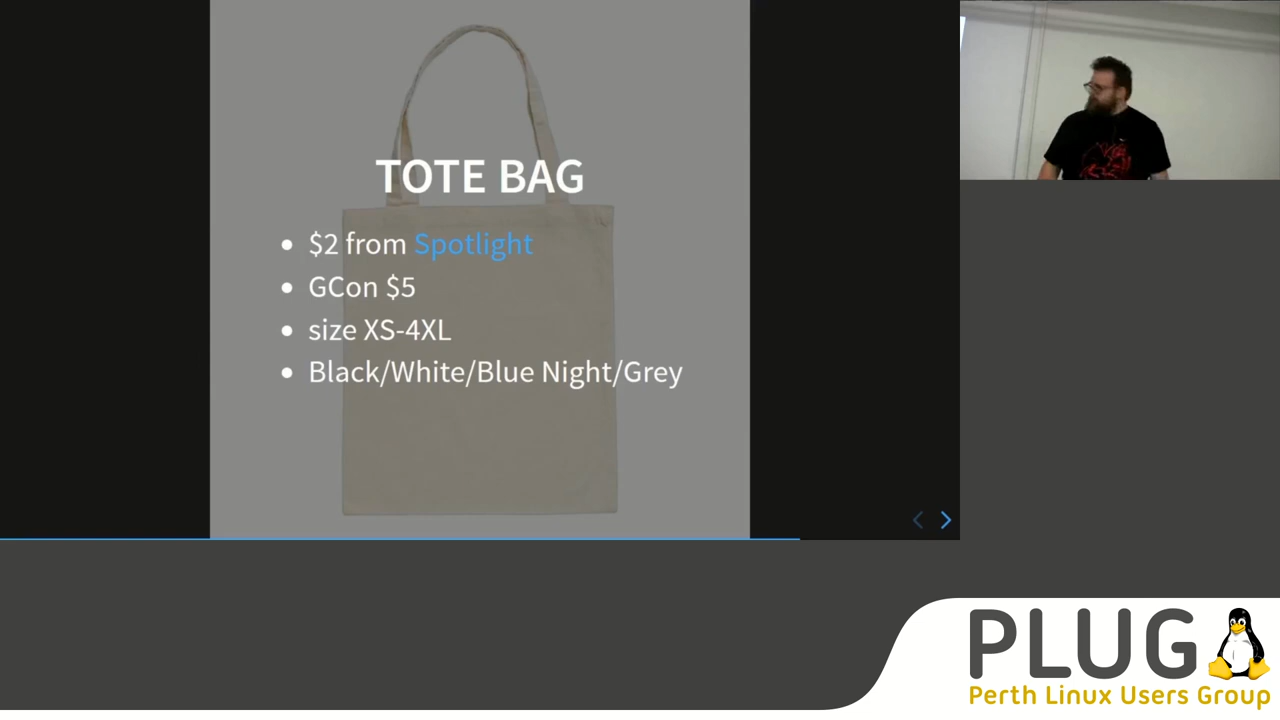 TOTE BAG
$2 from Spotlight
GCon $5
size XS-4XL
Black/White/Blue Night/Grey
PLUG
Perth Linux Users Group